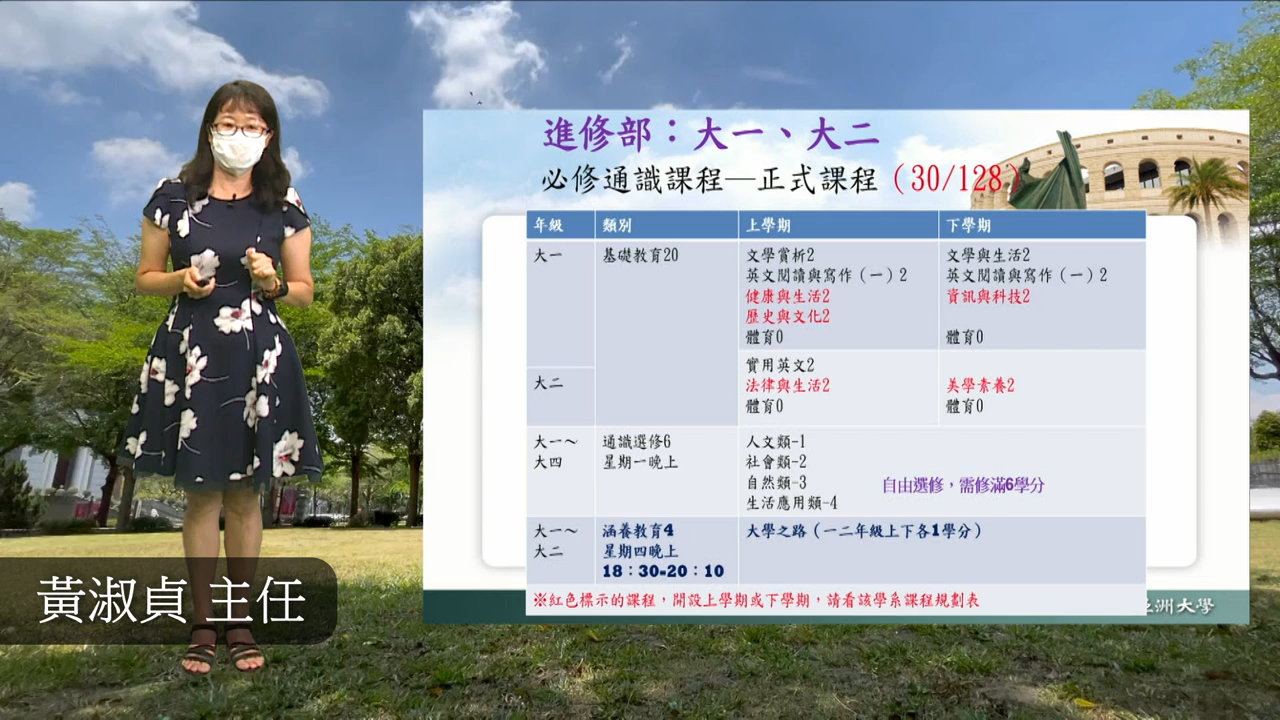 進修部：大一、大二
必修通識課程—正式課程（30/128）
年級 類別 上學期 下學期
大一 基礎教育20 文學賞析2 文學與生活2
英文閱讀與寫作（一）2 英文閱讀與寫作（一）2
健康與生活2 資訊與科技2
歷史與文化2
體育0 體育0
實用英文2
大二 法律與生活2 美學素養2
體育0 體育0
大一～ 通識選修6 人文類-1
大四 星期一晚上 社會類-2
自然類-3 自由選修，需修滿6學分
生活應用類-4
大一～ 涵養教育4 大學之路（一二年級上下各1學分）
大二 星期四晚上
18：30-20：10
※紅色標示的課程，開設上學期或下學期，請看該學系課程規劃表
洲大學
黃淑貞 主任